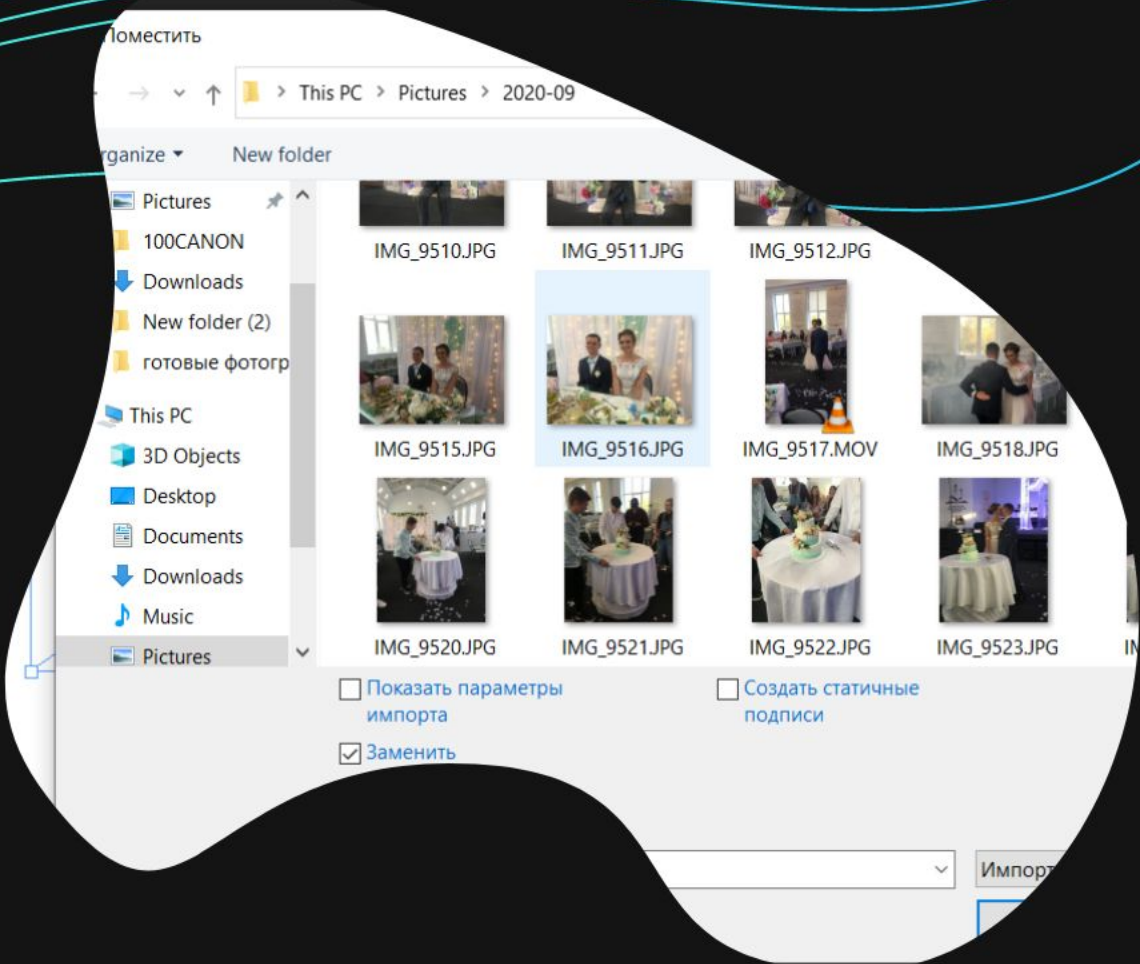 Поместить
This PC > Pictures > 2020-09
rganize
New folder
Pictures
100CANON
Downloads
New folder (2)
готовые фотогр
This PC
3D Objects
Desktop
Documents
Downloads
Music
Pictures
IMG_9510.JPG
IMG_9511.JPG
IMG_9512.JPG
IMG_9515.JPG
IMG_9516.JPG
IMG_9517.MOV
IMG_9518.JPG
IMG_9520.JPG
IMG_9521.JPG
IMG_9522.JPG
IMG_9523.JPG
Показать параметры
импорта
Создать статичные
подписи
Заменить
Импорт